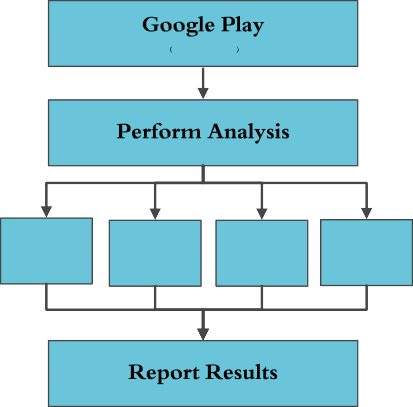 Google Play
( )
Perform Analysis
Report Results